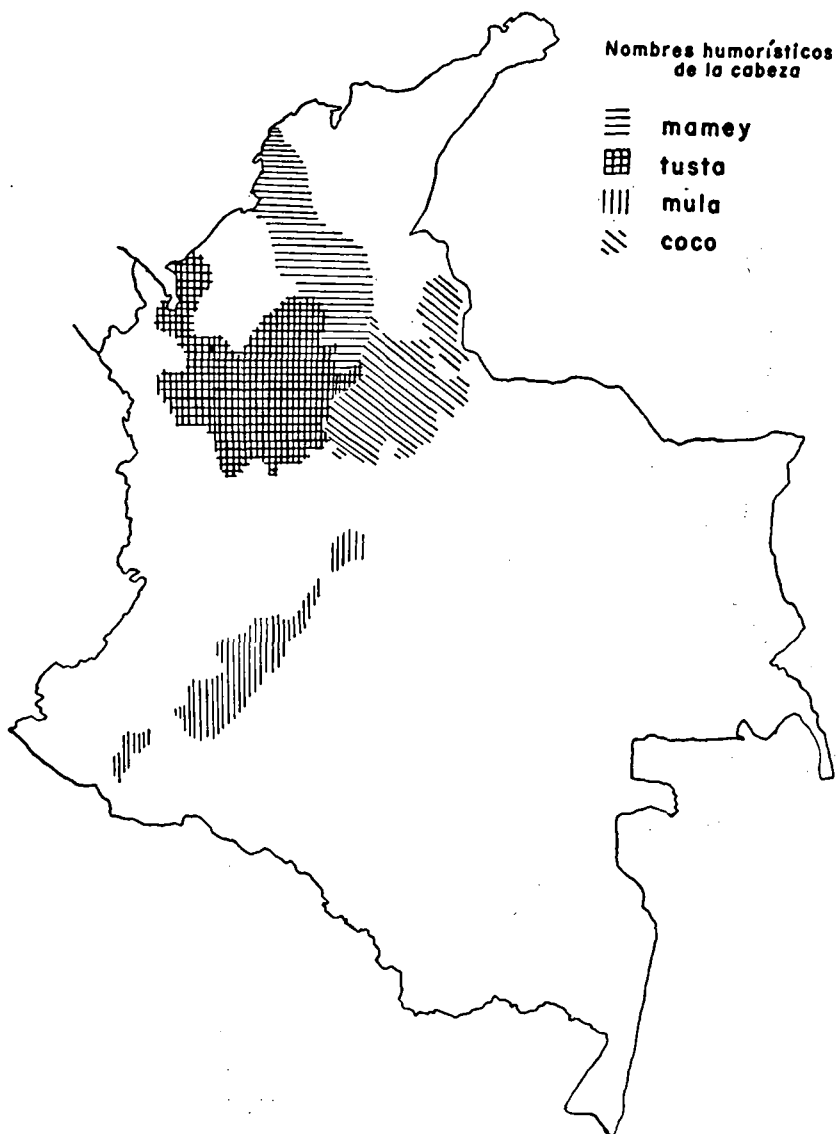 Nombres humorísticos
de la cabeza
mamey
tusta
mula
coco